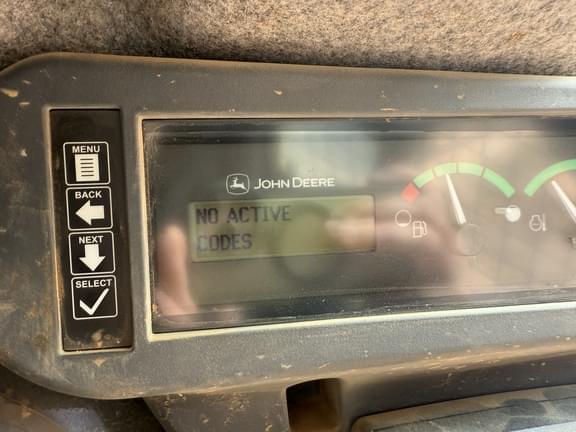 MENU
BACK
NEXT
SELECT
JOHN DEERE
NO ACTIVE
CODES